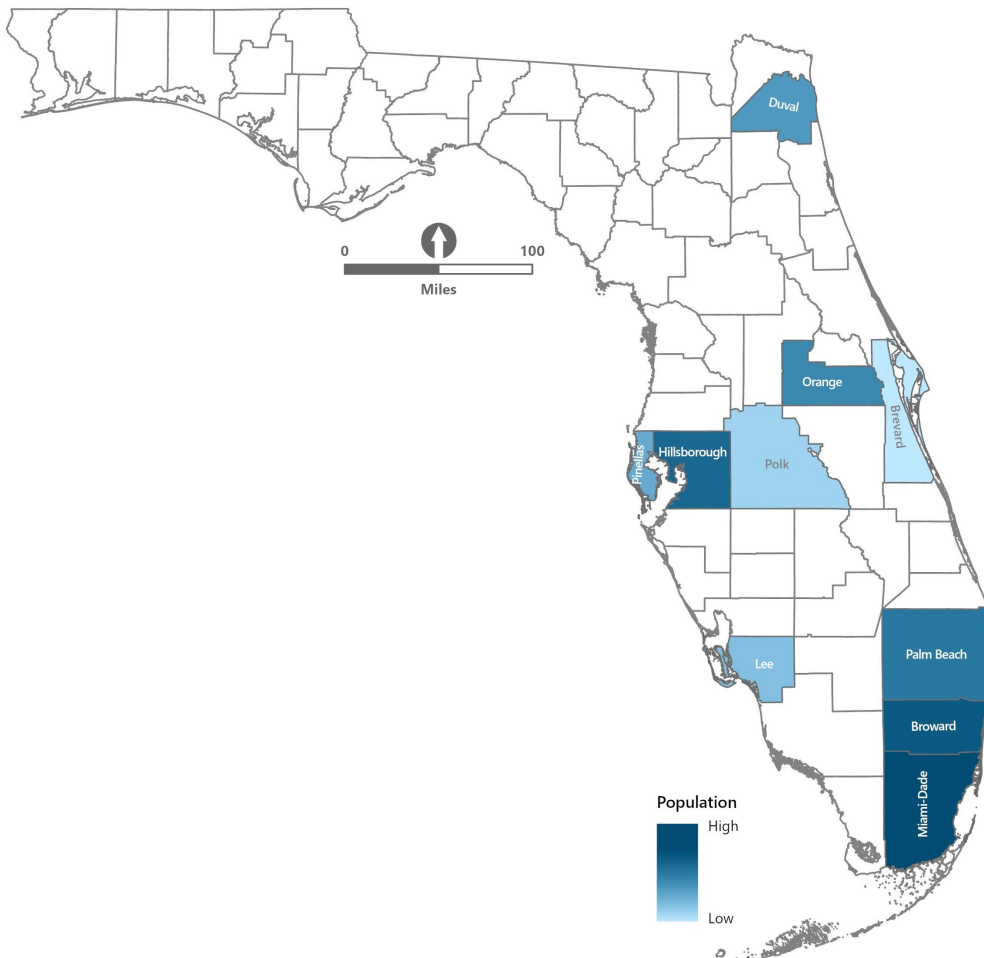 Duval
0 100
Miles
Orange
Brevard
Pinellas
Hillsborough
Polk
Lee
Palm Beach
Broward
Miami-Dade
Population
High
Low